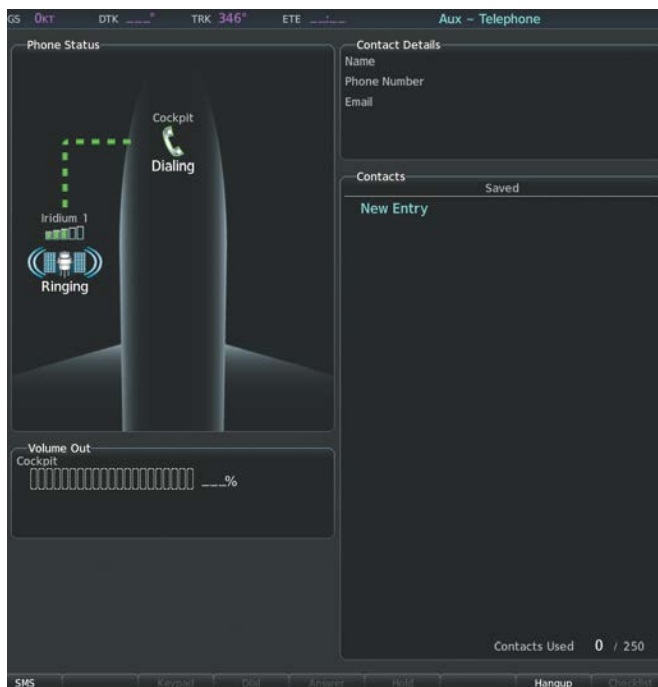 GS 0KT DTK ___° TRK 346° ETE __:__ Aux – Telephone
Phone Status
Cockpit
Dialing
Iridium 1
Ringing
Volume Out
Cockpit
___%
Contact Details
Name
Phone Number
Email
Contacts
Saved
New Entry
Contacts Used 0 / 250
SMS Keypad Dial Answer Hold Hangup Checklist